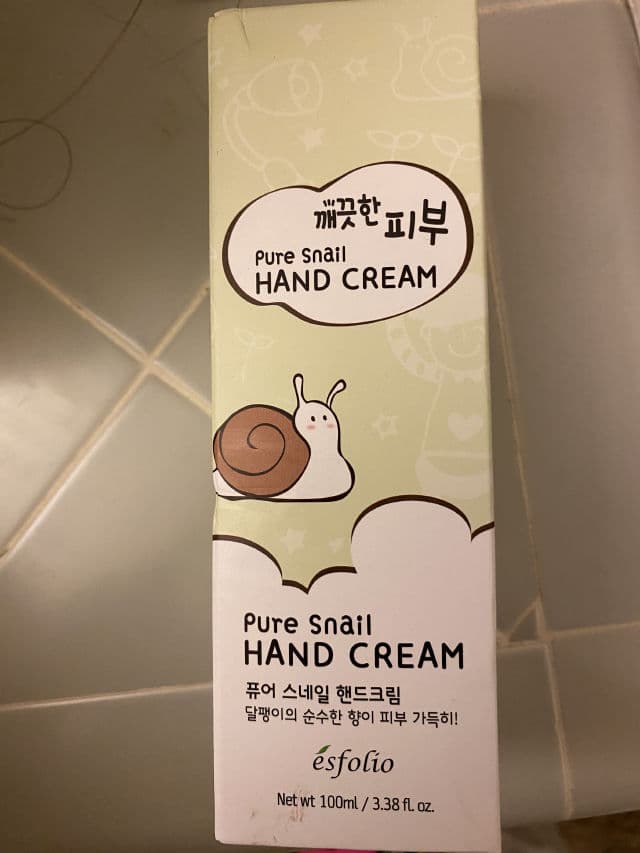 깨끗한 피부
Pure Snail
HAND CREAM
Pure Snail
HAND CREAM
퓨어 스네일 핸드크림
달팽이의 순수한 향이 피부 가득히!
ésfolio
Net wt 100ml / 3.38 fl. oz.